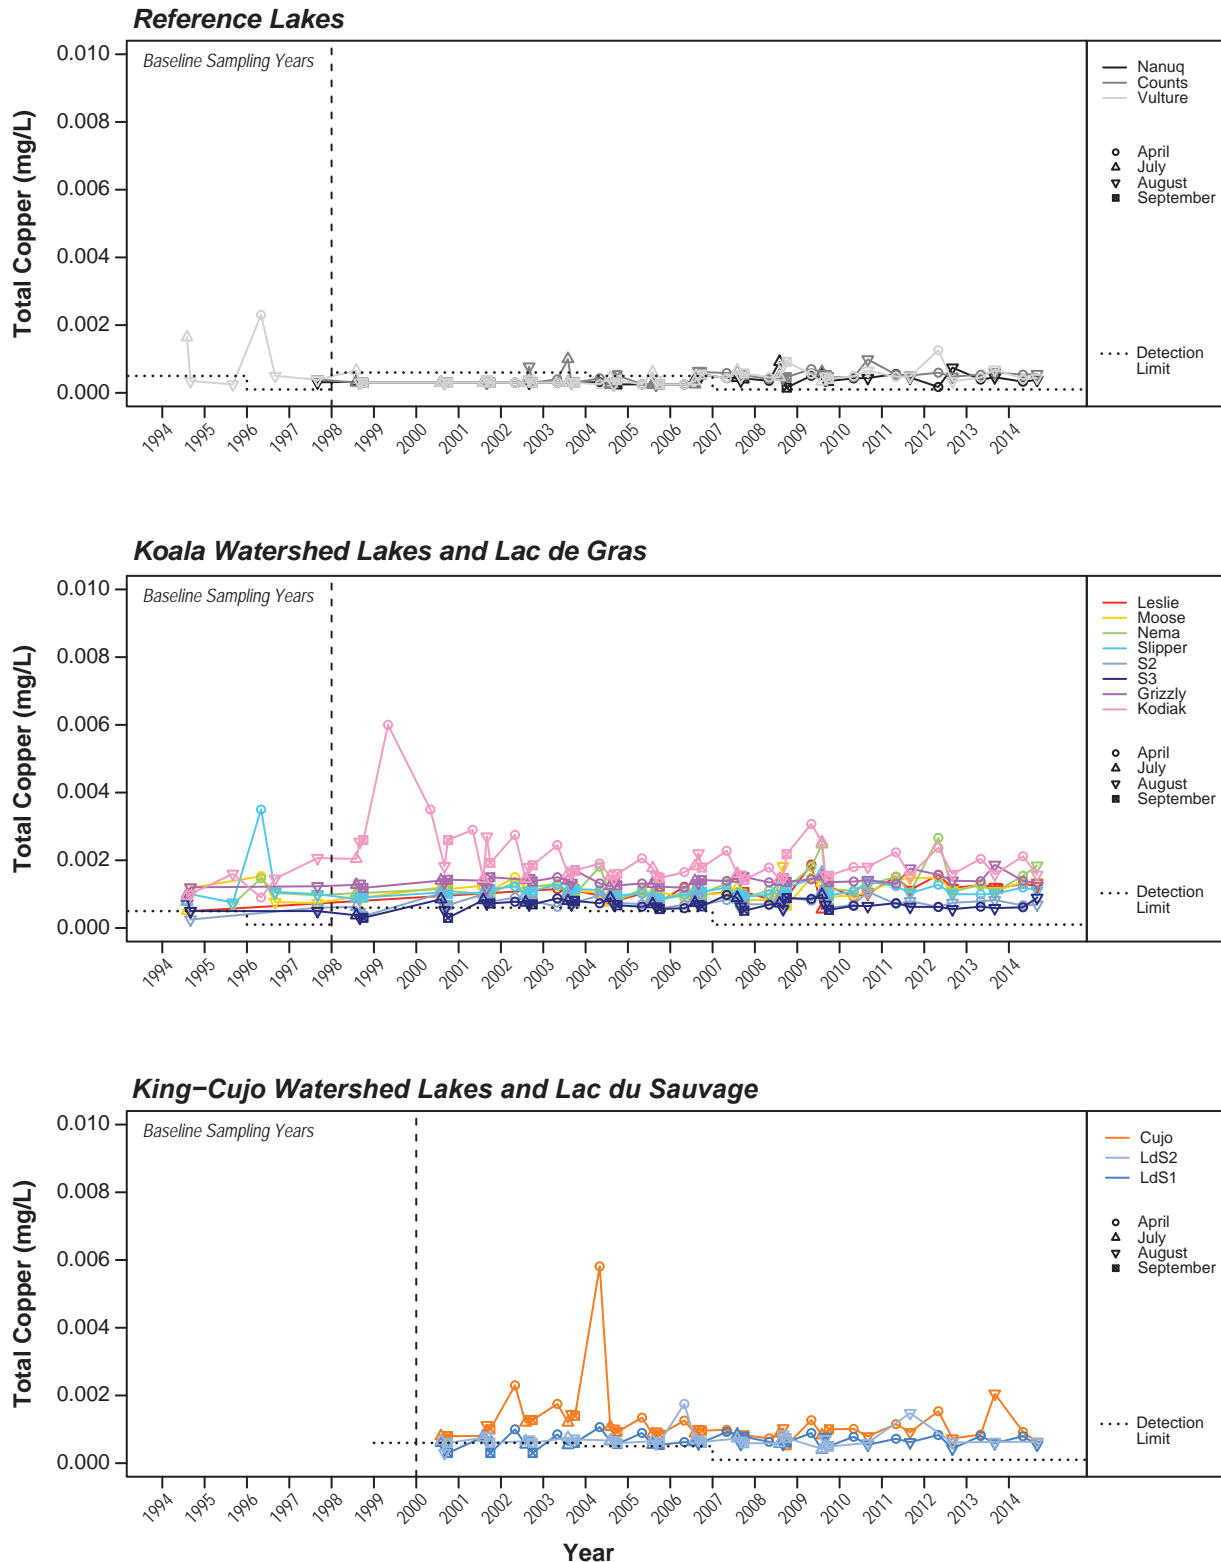 Reference Lakes
Total Copper (mg/L)
0.010
0.008
0.006
0.004
0.002
0.000
Baseline Sampling Years
Nanuq
Counts
Vulture
April
July
August
September
Detection
Limit
1994 1995 1996 1997 1998 1999 2000 2001 2002 2003 2004 2005 2006 2007 2008 2009 2010 2011 2012 2013 2014
Koala Watershed Lakes and Lac de Gras
Total Copper (mg/L)
0.010
0.008
0.006
0.004
0.002
0.000
Baseline Sampling Years
Leslie
Moose
Nema
Slipper
S2
S3
Grizzly
Kodiak
April
July
August
September
Detection
Limit
1994 1995 1996 1997 1998 1999 2000 2001 2002 2003 2004 2005 2006 2007 2008 2009 2010 2011 2012 2013 2014
King−Cujo Watershed Lakes and Lac du Sauvage
Total Copper (mg/L)
0.010
0.008
0.006
0.004
0.002
0.000
Baseline Sampling Years
Cujo
LdS2
LdS1
April
July
August
September
Detection
Limit
1994 1995 1996 1997 1998 1999 2000 2001 2002 2003 2004 2005 2006 2007 2008 2009 2010 2011 2012 2013 2014
Year